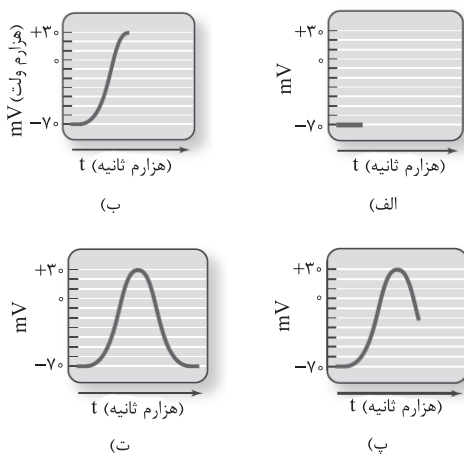 +۳۰
۰
−۷۰
mV
t (هزارم ثانیه)
الف)
+۳۰
۰
−۷۰
mV (هزارم ولت)
t (هزارم ثانیه)
ب)
+۳۰
۰
−۷۰
mV
t (هزارم ثانیه)
پ)
+۳۰
۰
−۷۰
mV
t (هزارم ثانیه)
ت)